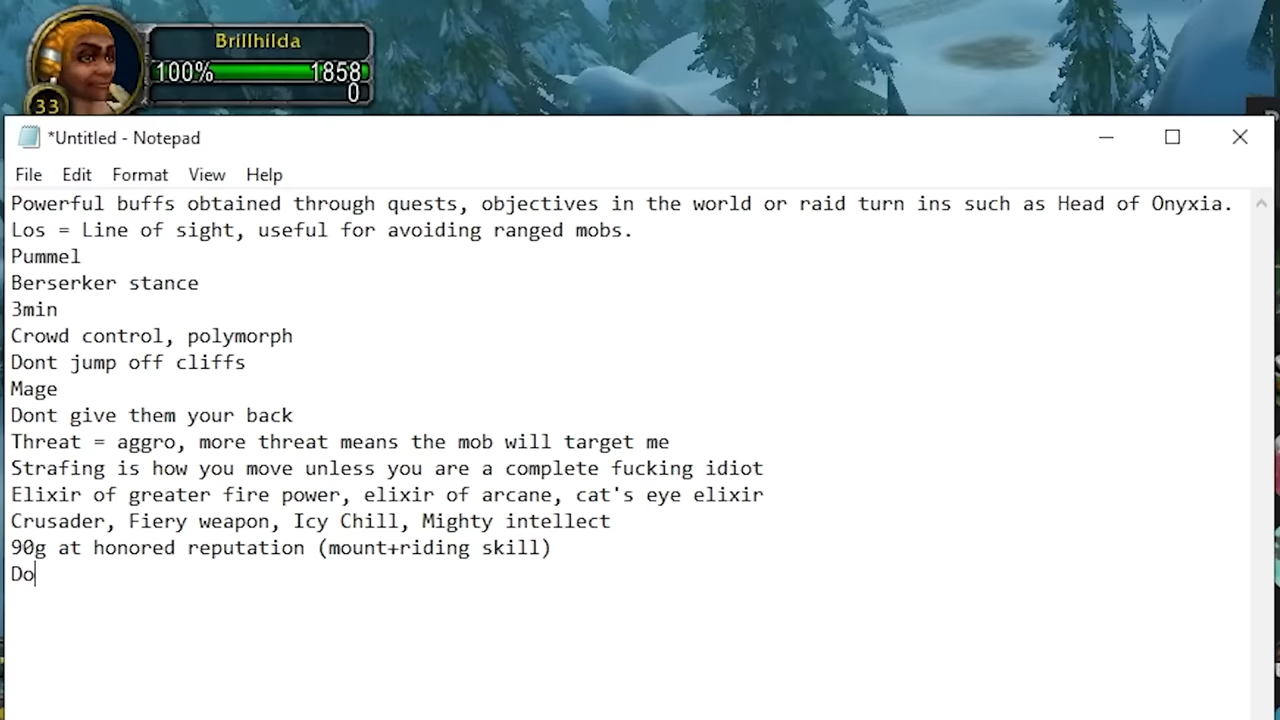 Brillhilda
100% 1858
0
33
*Untitled - Notepad
File Edit Format View Help
Powerful buffs obtained through quests, objectives in the world or raid turn ins such as Head of Onyxia.
Los = Line of sight, useful for avoiding ranged mobs.
Pummel
Berserker stance
3min
Crowd control, polymorph
Dont jump off cliffs
Mage
Dont give them your back
Threat = aggro, more threat means the mob will target me
Strafing is how you move unless you are a complete fucking idiot
Elixir of greater fire power, elixir of arcane, cat's eye elixir
Crusader, Fiery weapon, Icy Chill, Mighty intellect
90g at honored reputation (mount+riding skill)
Do